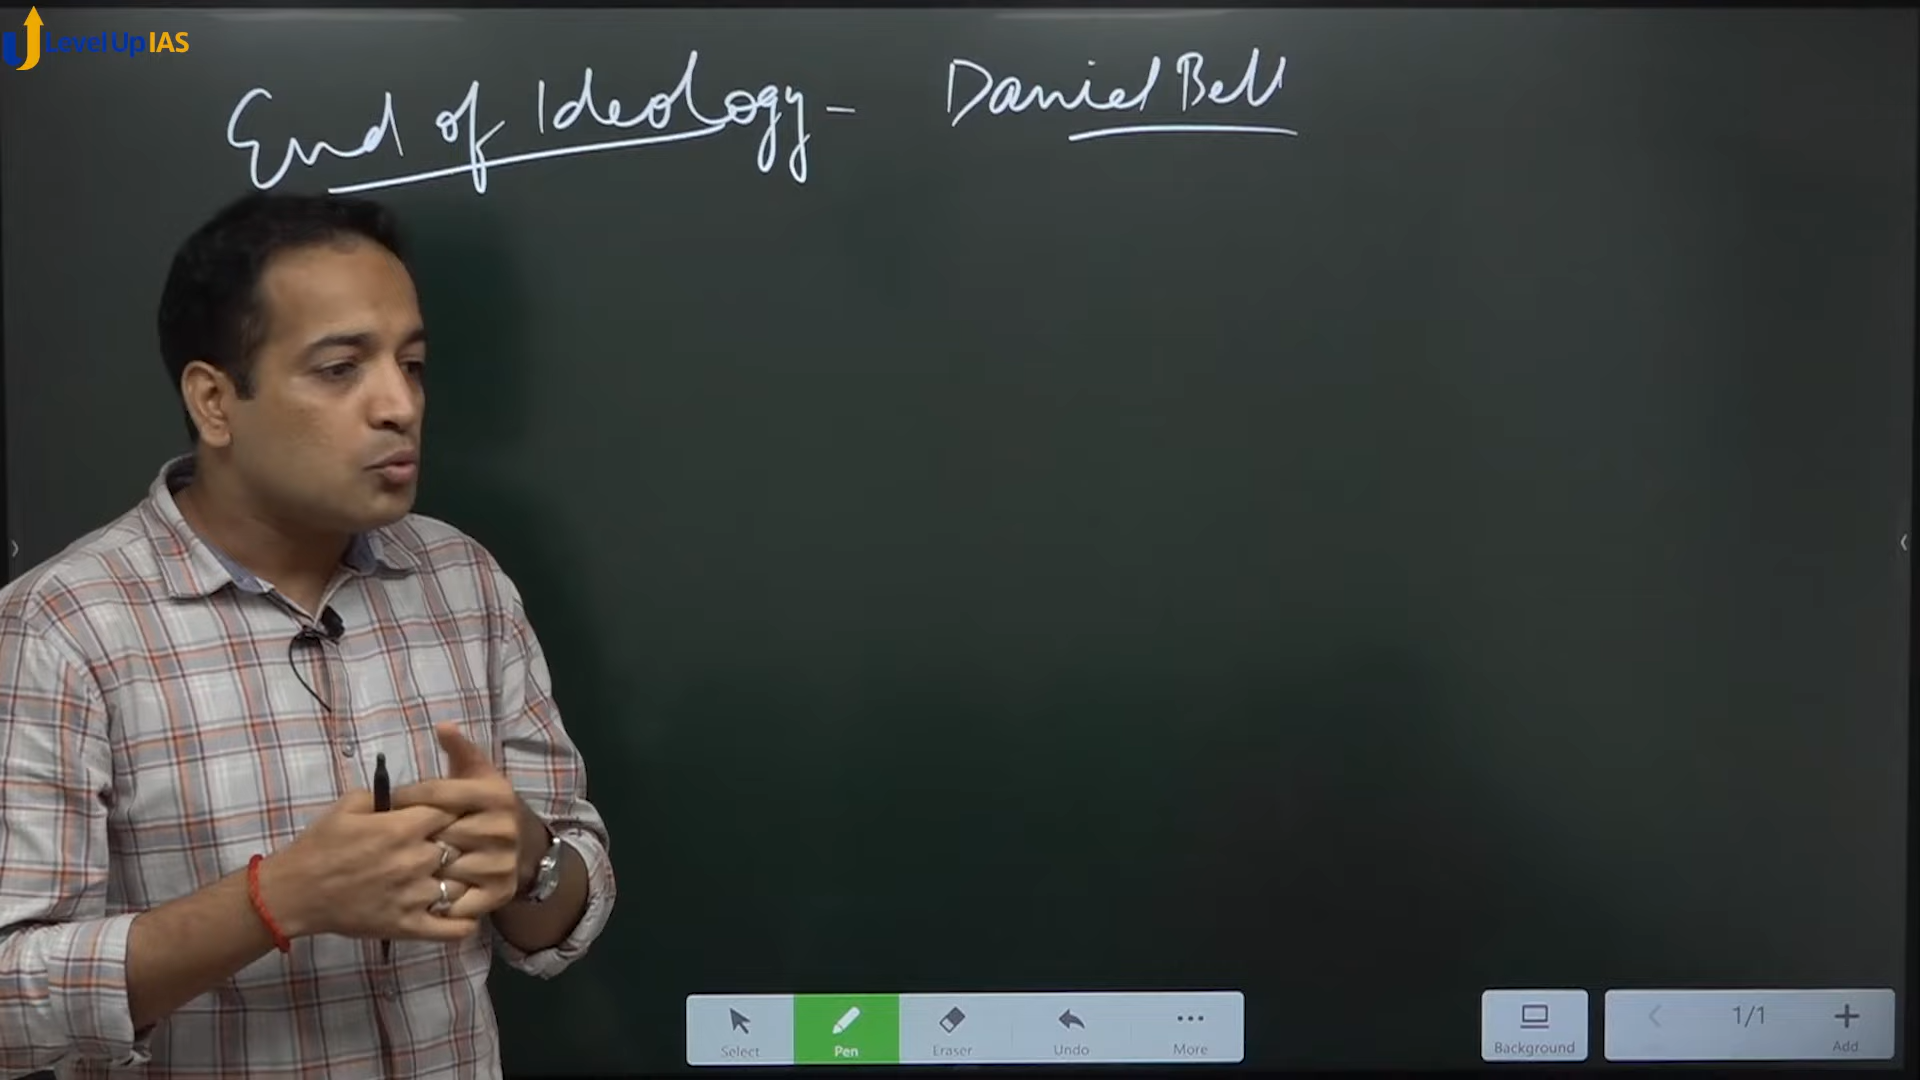 Level Up IAS
End of Ideology - Daniel Bell
Select Pen Eraser Undo More Background 1/1 Add